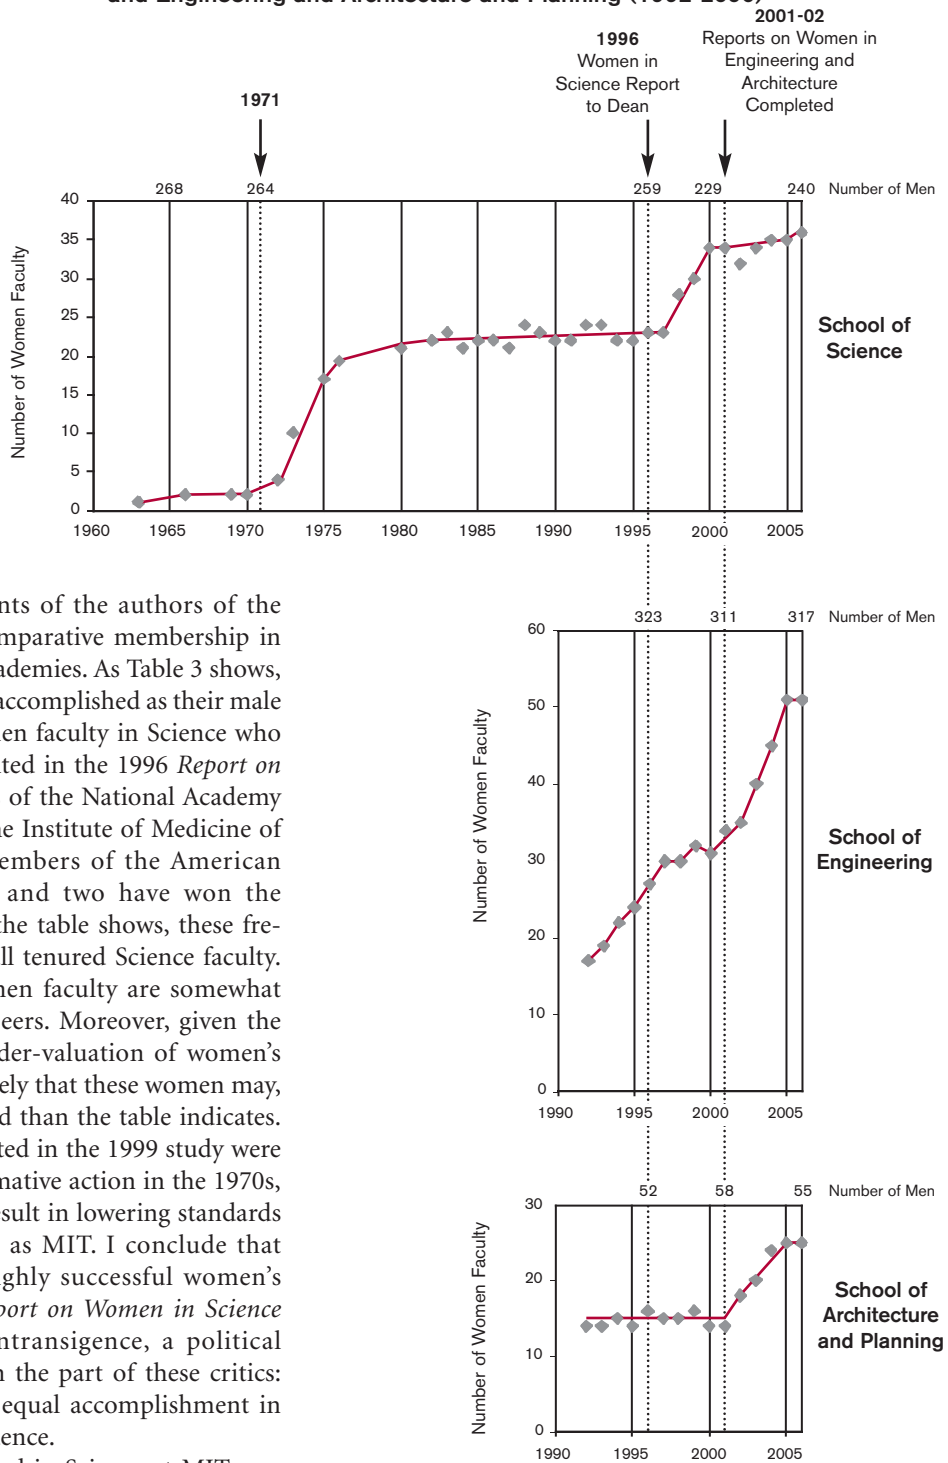 and Engineering and Architecture and Planning (1992-2006)
2001-02
Reports on Women in
Engineering and
Architecture
Completed
1996
Women in
Science Report
to Dean
1971
268
264
259
229
240
Number of Men
40
35
30
25
20
15
10
5
0
Number of Women Faculty
1960
1965
1970
1975
1980
1985
1990
1995
2000
2005
School of
Science
nts of the authors of the
mparative membership in
ademies. As Table 3 shows,
accomplished as their male
en faculty in Science who
ted in the 1996 Report on
of the National Academy
e Institute of Medicine of
embers of the American
and two have won the
he table shows, these fre-
ll tenured Science faculty.
men faculty are somewhat
eers. Moreover, given the
der-valuation of women's
ely that these women may,
d than the table indicates.
ted in the 1999 study were
mative action in the 1970s,
esult in lowering standards
as MIT. I conclude that
ghly successful women's
port on Women in Science
ntransigence, a political
n the part of these critics:
equal accomplishment in
ence.
323
311
317
Number of Men
60
50
40
30
20
10
0
Number of Women Faculty
1990
1995
2000
2005
School of
Engineering
52
58
55
Number of Men
30
20
10
0
Number of Women Faculty
1990
1995
2000
2005
School of
Architecture
and Planning